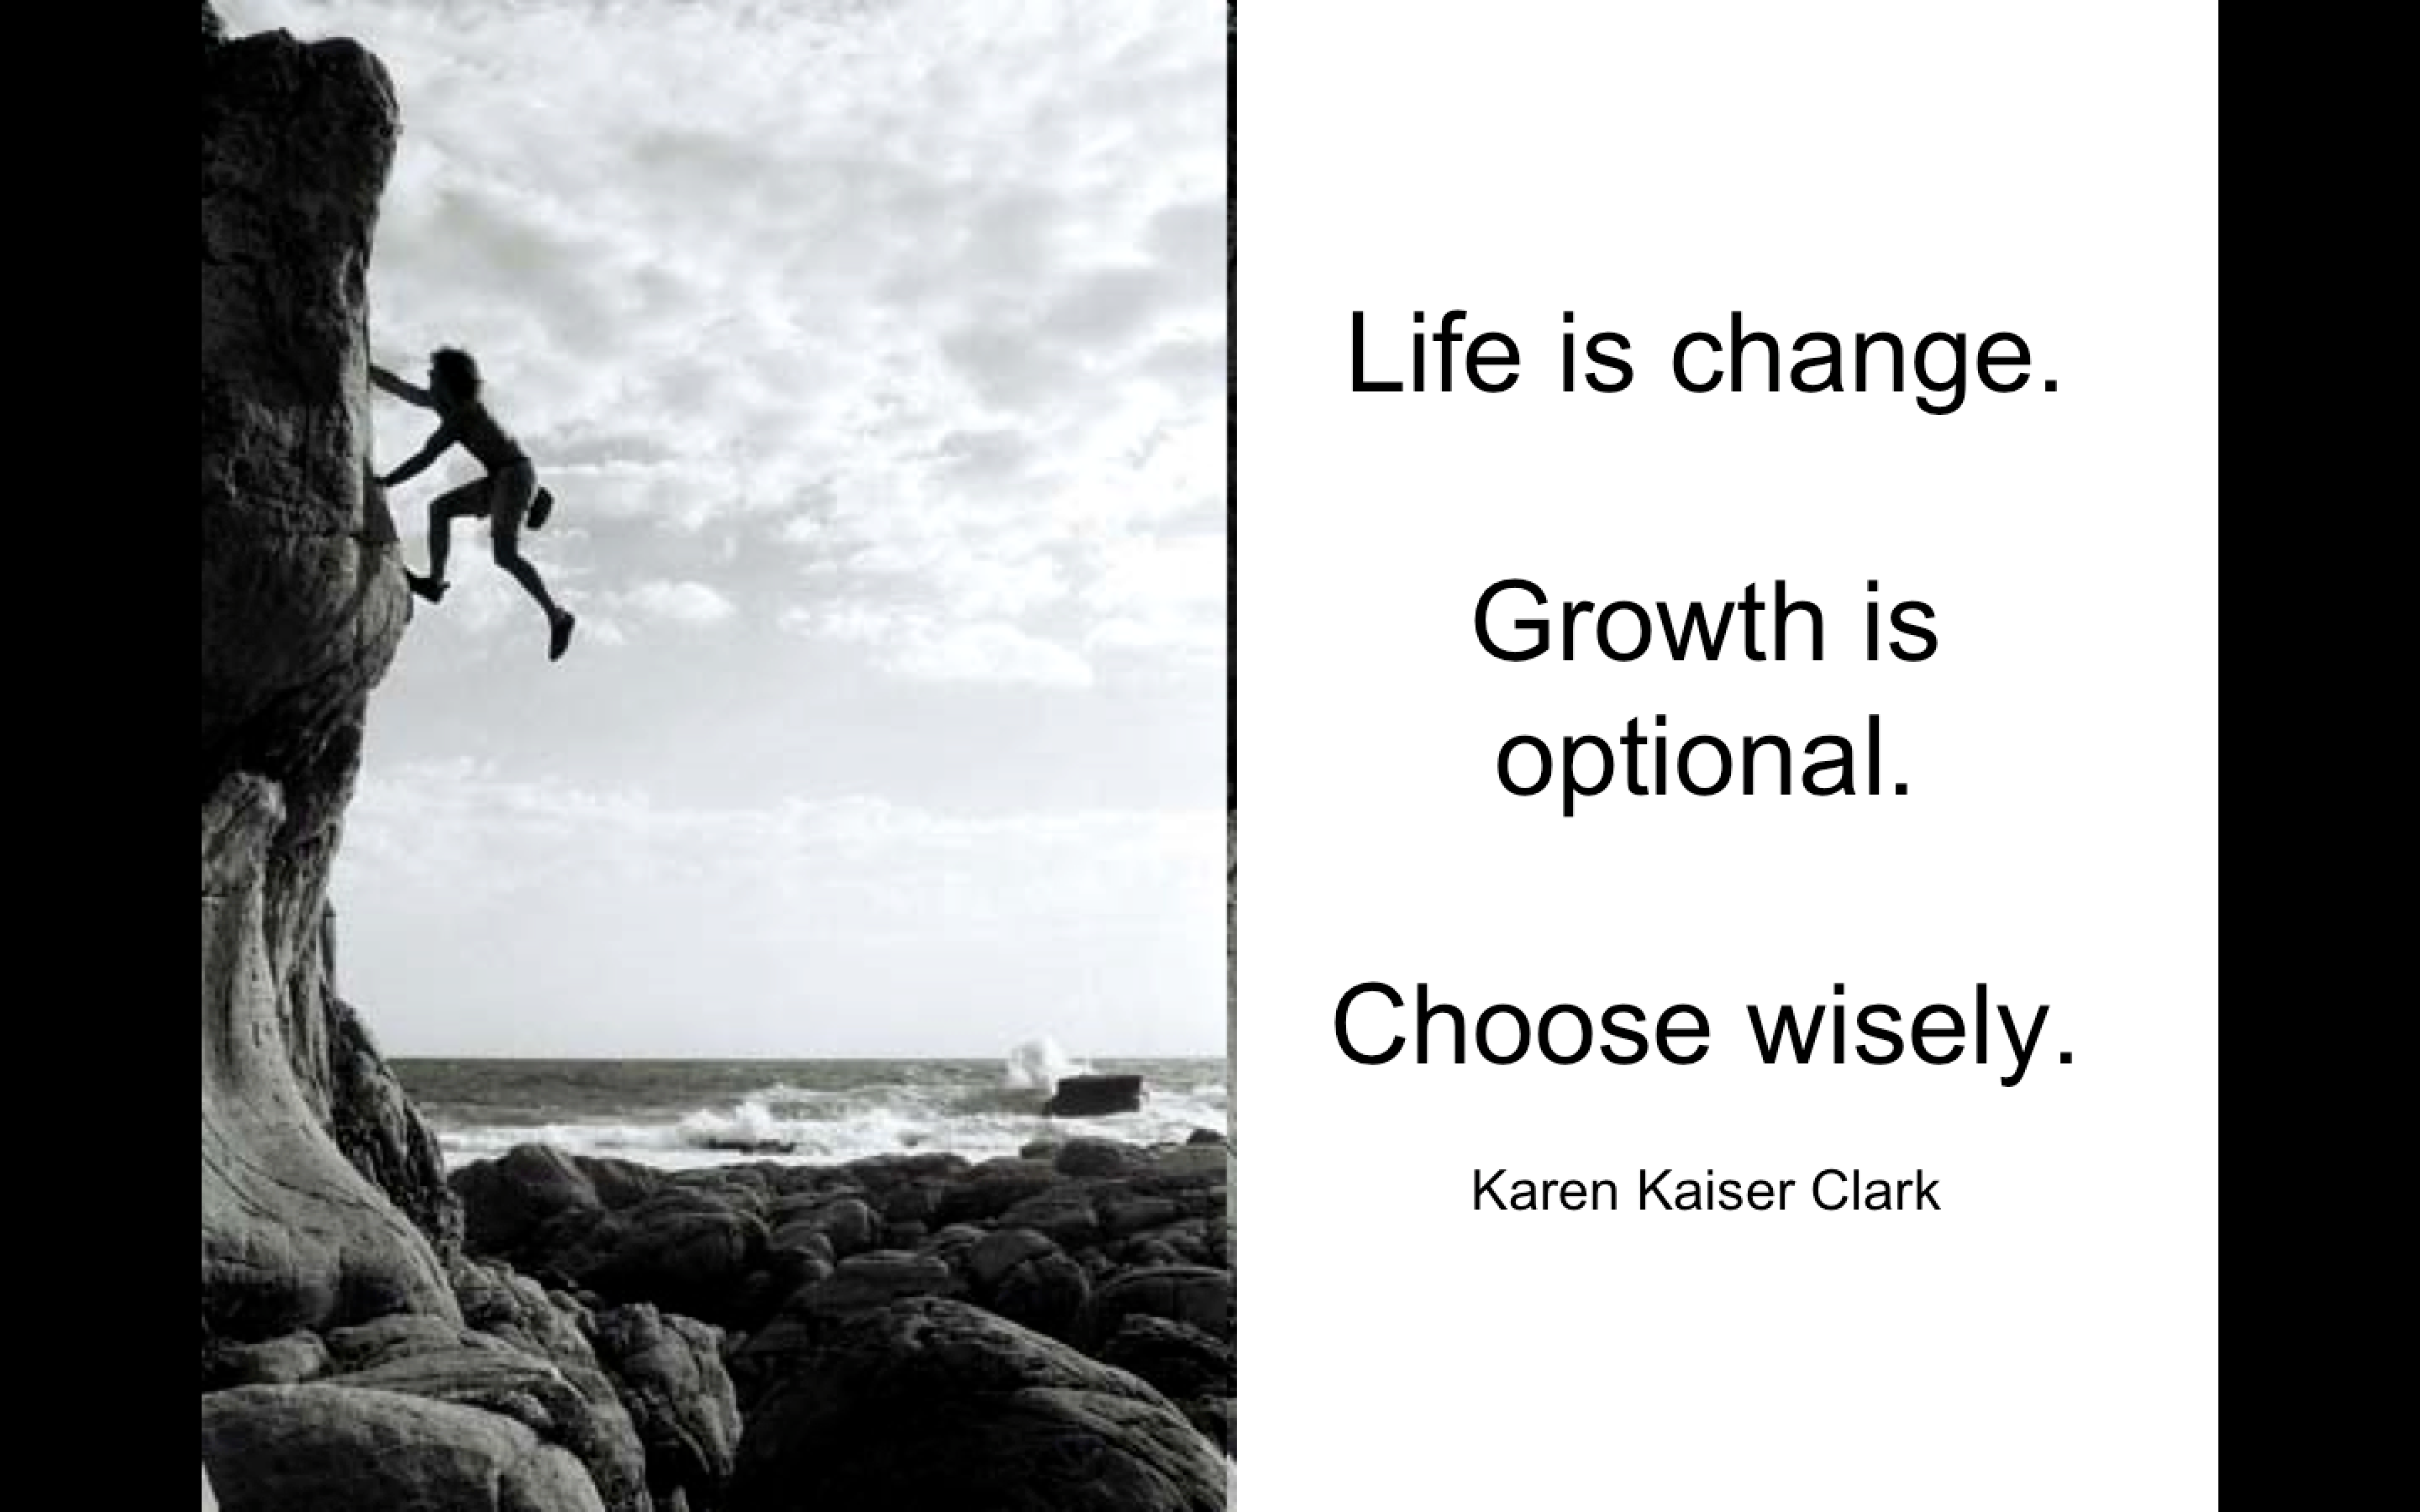 Life is change.
Growth is
optional.
Choose wisely.
Karen Kaiser Clark